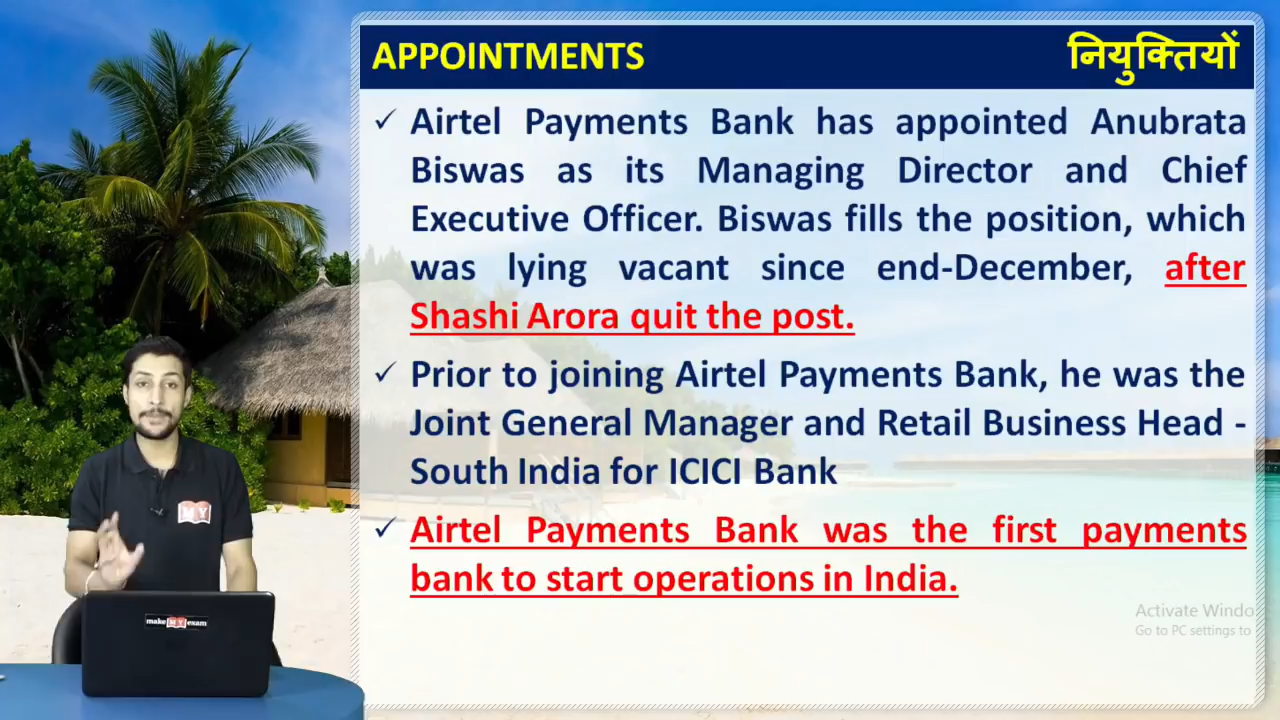 APPOINTMENTS नियुक्तियों
✓ Airtel Payments Bank has appointed Anubrata
Biswas as its Managing Director and Chief
Executive Officer. Biswas fills the position, which
was lying vacant since end-December, after
Shashi Arora quit the post.
✓ Prior to joining Airtel Payments Bank, he was the
Joint General Manager and Retail Business Head -
South India for ICICI Bank
✓ Airtel Payments Bank was the first payments
bank to start operations in India.
Activate Windo
Go to PC settings to
MY
make MY exam